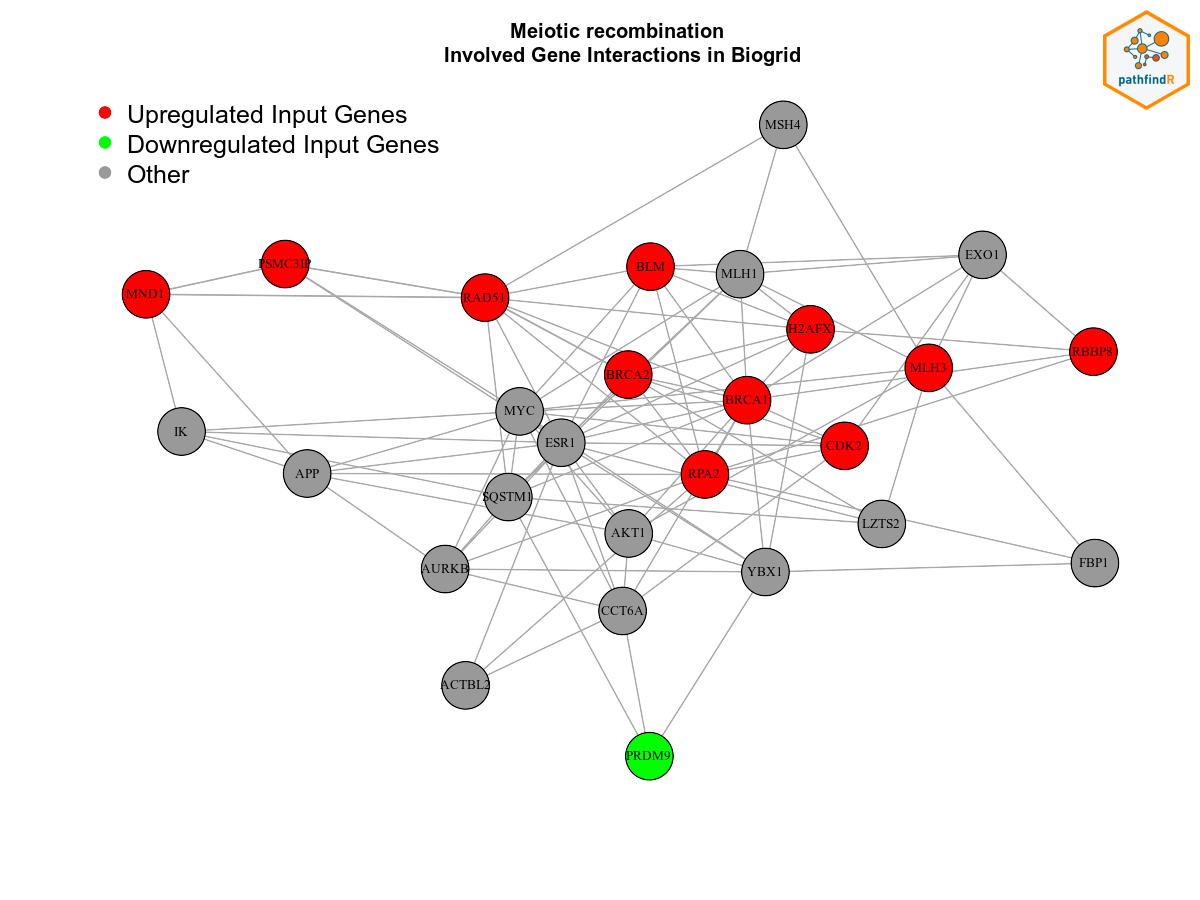 Meiotic recombination
Involved Gene Interactions in Biogrid
pathfindR
Upregulated Input Genes
Downregulated Input Genes
Other
MSH4
EXO1
PSMC3IP
BLM
MLH1
MND1
RAD51
H2AFX
RBBP8
MLH3
BRCA2
BRCA1
MYC
IK
ESR1
CDK2
APP
RPA2
SQSTM1
LZTS2
AKT1
AURKB
YBX1
FBP1
CCT6A
ACTBL2
PRDM9